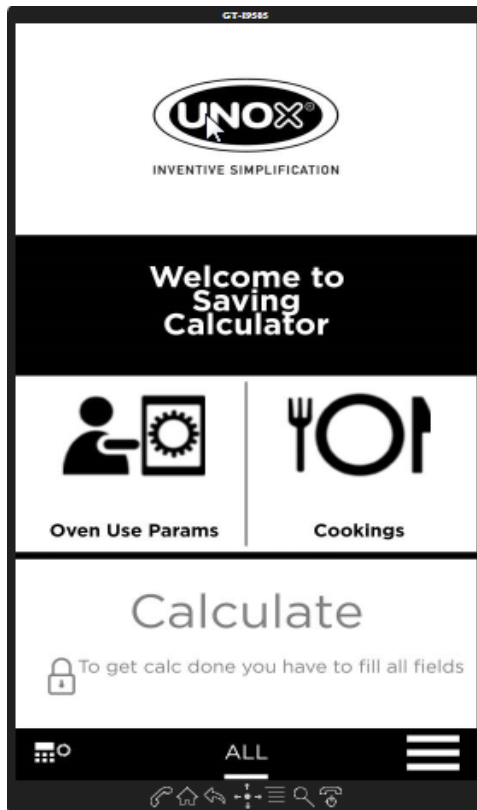 GT-I9585
UNOX®
INVENTIVE SIMPLIFICATION
Welcome to
Saving
Calculator
Oven Use Params
Cookings
Calculate
To get calc done you have to fill all fields
ALL